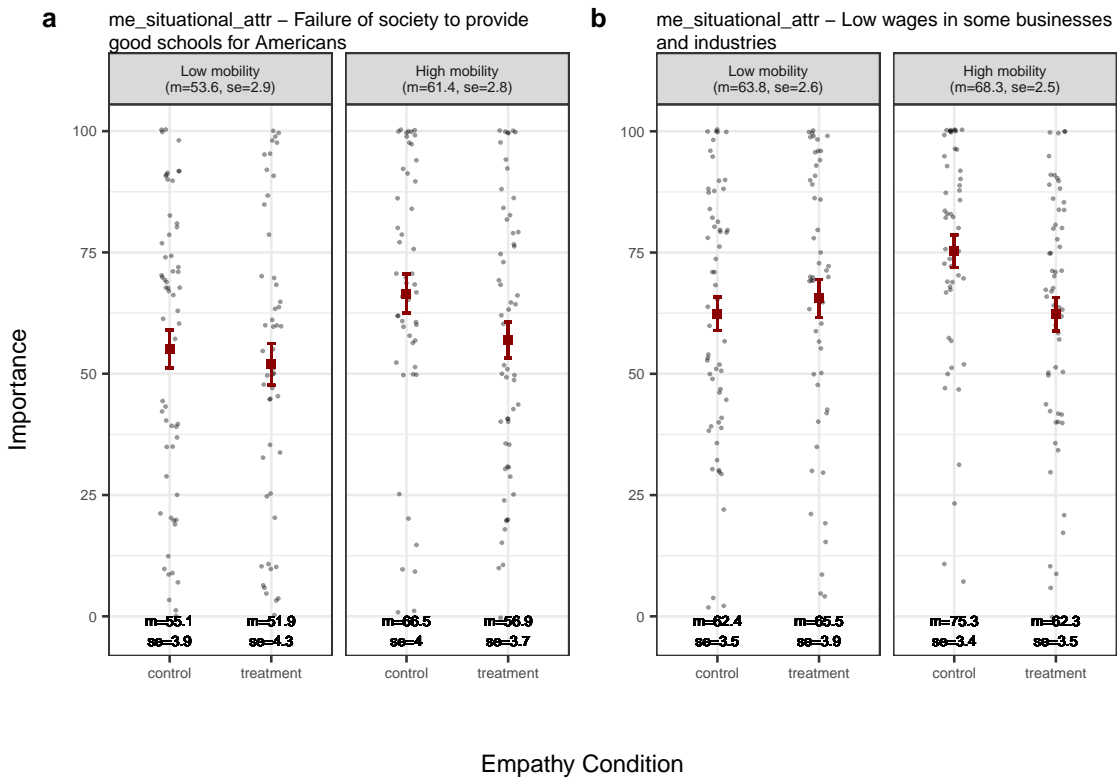 a
me_situational_attr – Failure of society to provide
good schools for Americans
Low mobility
(m=53.6, se=2.9)
High mobility
(m=61.4, se=2.8)
100
75
50
25
0
m=55.1
se=3.9
m=51.9
se=4.3
m=66.5
se=4
m=56.9
se=3.7
control
treatment
control
treatment
b
me_situational_attr – Low wages in some businesses
and industries
Low mobility
(m=63.8, se=2.6)
High mobility
(m=68.3, se=2.5)
100
75
50
25
0
m=62.4
se=3.5
m=65.5
se=3.9
m=75.3
se=3.4
m=62.3
se=3.5
control
treatment
control
treatment
Importance
Empathy Condition